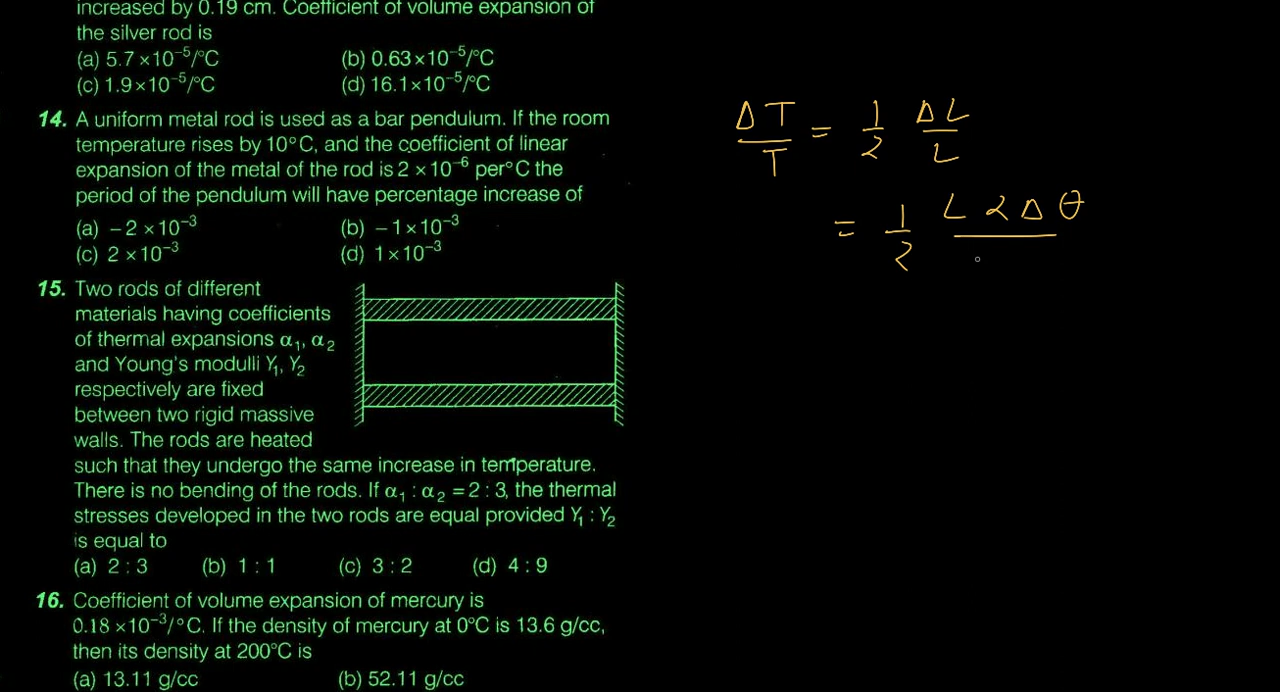 increased by 0.19 cm. Coefficient of volume expansion of
the silver rod is
(a) 5.7 ×10⁻⁵/°C (b) 0.63×10⁻⁵/°C
(c) 1.9×10⁻⁵/°C (d) 16.1×10⁻⁵/°C
14. A uniform metal rod is used as a bar pendulum. If the room
temperature rises by 10°C, and the coefficient of linear
expansion of the metal of the rod is 2 ×10⁻⁶ per°C the
period of the pendulum will have percentage increase of
(a) −2 ×10⁻³ (b) −1×10⁻³
(c) 2 ×10⁻³ (d) 1×10⁻³
15. Two rods of different
materials having coefficients
of thermal expansions α₁, α₂
and Young's modulli Y₁, Y₂
respectively are fixed
between two rigid massive
walls. The rods are heated
such that they undergo the same increase in temperature.
There is no bending of the rods. If α₁ : α₂ = 2 : 3, the thermal
stresses developed in the two rods are equal provided Y₁ : Y₂
is equal to
(a) 2 : 3 (b) 1 : 1 (c) 3 : 2 (d) 4 : 9
16. Coefficient of volume expansion of mercury is
0.18 ×10⁻³/°C. If the density of mercury at 0°C is 13.6 g/cc,
then its density at 200°C is
(a) 13.11 g/cc (b) 52.11 g/cc
ΔT/T = 1/2 ΔL/L
= 1/2 L α Δ θ